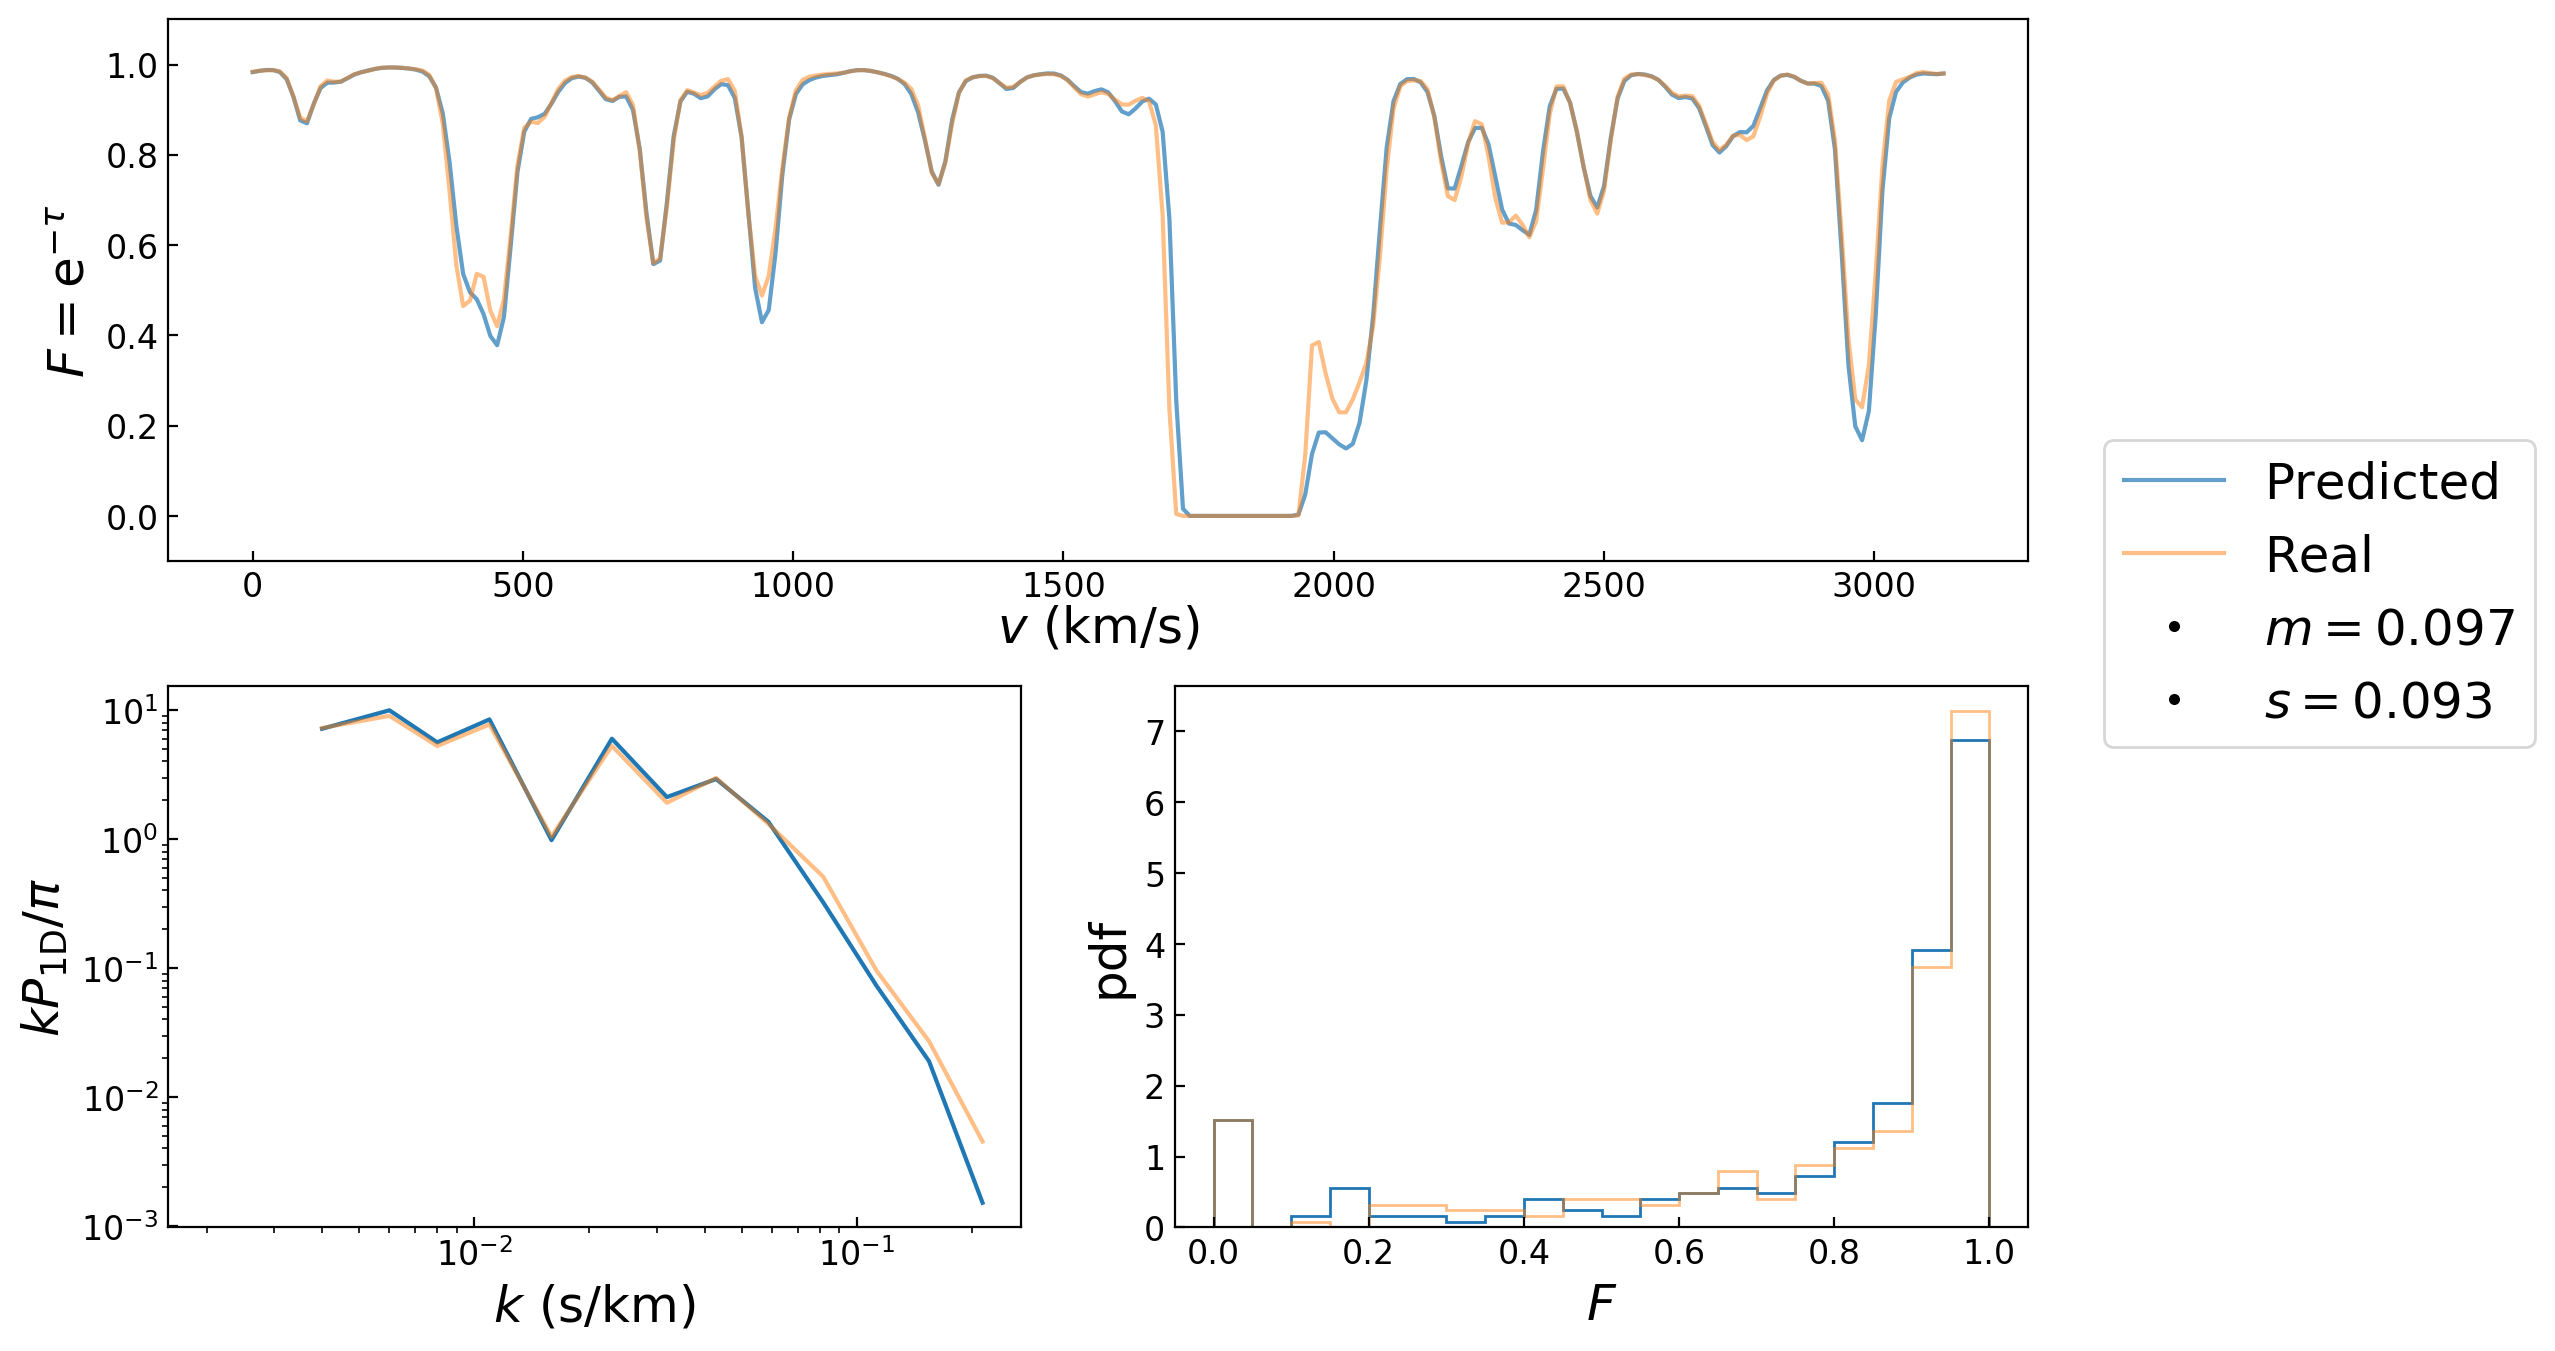 F = e^{−τ}
1.0
0.8
0.6
0.4
0.2
0.0
0 500 1000 1500 2000 2500 3000
v (km/s)
Predicted
Real
m = 0.097
s = 0.093
kP_{1D}/π
10^1
10^0
10^{−1}
10^{−2}
10^{−3}
10^{−2} 10^{−1}
k (s/km)
pdf
7
6
5
4
3
2
1
0
0.0 0.2 0.4 0.6 0.8 1.0
F